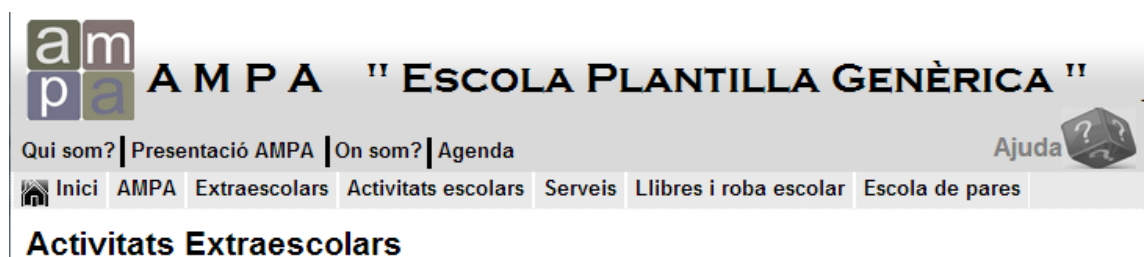 am
pa
A M P A " ESCOLA PLANTILLA GENÈRICA "
Qui som? Presentació AMPA On som? Agenda
Ajuda ? ? ?
Inici AMPA Extraescolars Activitats escolars Serveis Llibres i roba escolar Escola de pares
Activitats Extraescolars